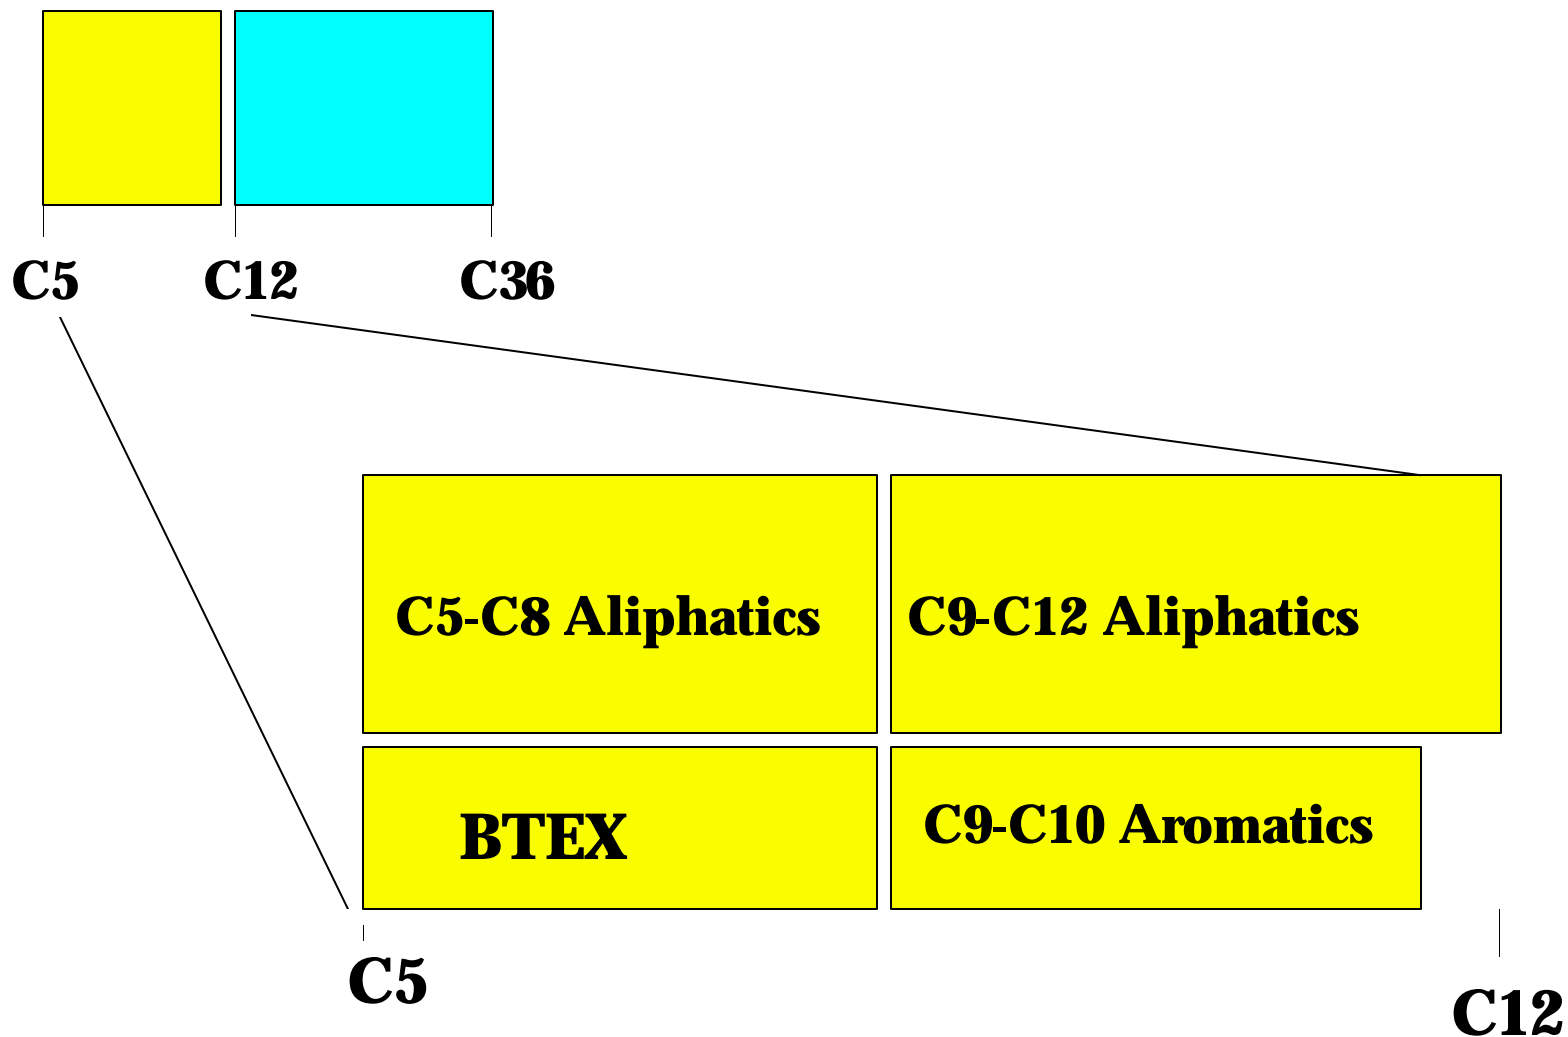 C5
C12
C36
C5-C8 Aliphatics
C9-C12 Aliphatics
BTEX
C9-C10 Aromatics
C5
C12